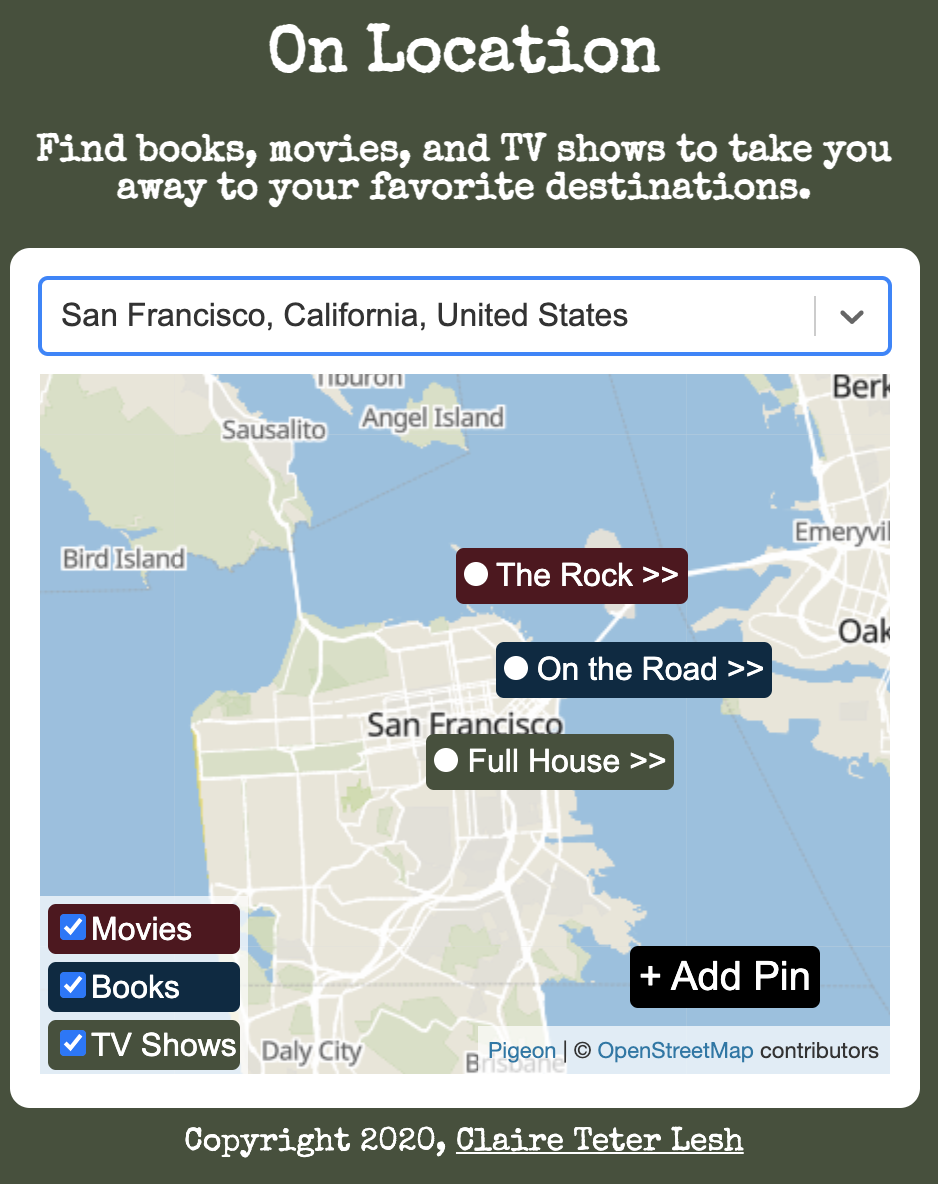 On Location
Find books, movies, and TV shows to take you
away to your favorite destinations.
San Francisco, California, United States
Tiburon
Berk
Angel Island
Sausalito
Emeryvil
Bird Island
The Rock >>
Oak
On the Road >>
San Francisco
Full House >>
Movies
Books
TV Shows
+ Add Pin
Daly City
Brisbane
Pigeon | © OpenStreetMap contributors
Copyright 2020, Claire Teter Lesh